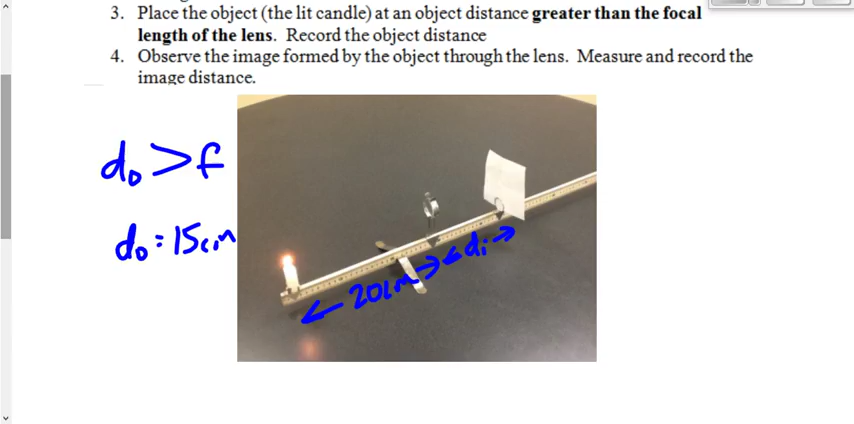 3. Place the object (the lit candle) at an object distance greater than the focal
length of the lens. Record the object distance
4. Observe the image formed by the object through the lens. Measure and record the
image distance.
do > f
do = 15cm
20cm
di